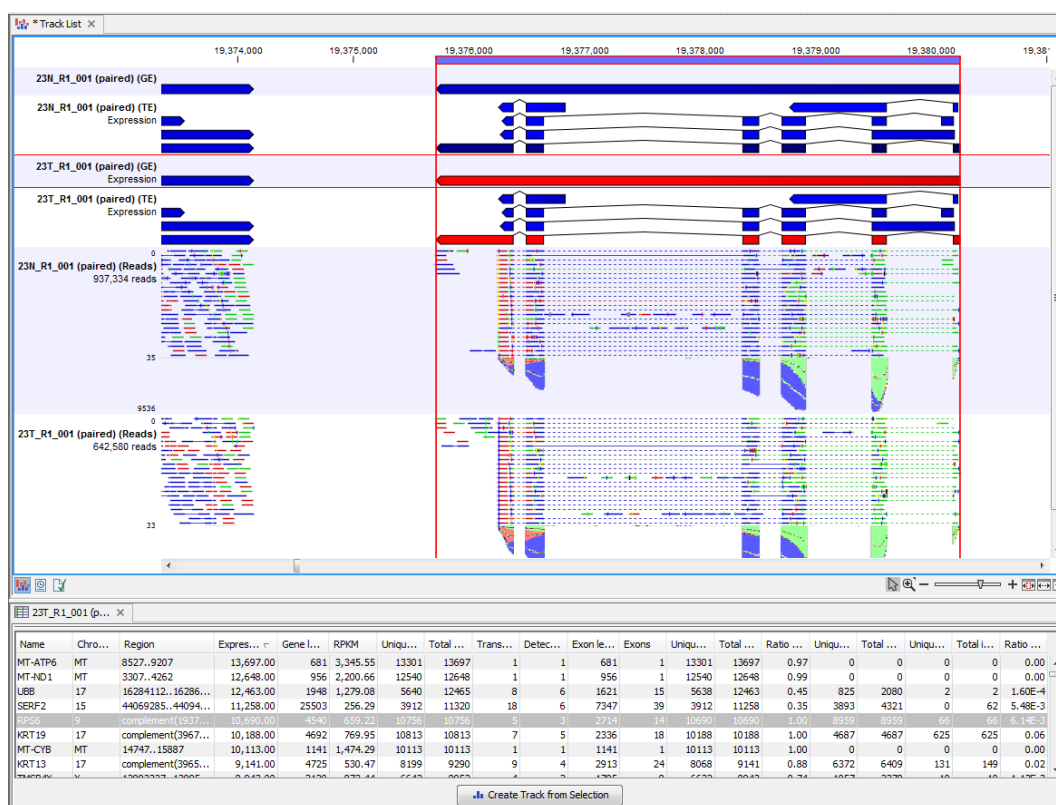 * Track List
19,374,000 19,375,000 19,376,000 19,377,000 19,378,000 19,379,000 19,380,000 19,381
23N_R1_001 (paired) (GE)
23N_R1_001 (paired) (TE)
Expression
23T_R1_001 (paired) (GE)
Expression
23T_R1_001 (paired) (TE)
Expression
0
23N_R1_001 (paired) (Reads)
937,334 reads
35
9536
0
23T_R1_001 (paired) (Reads)
642,580 reads
33
23T_R1_001 (p...
Name Chro... Region Expres... Gene l... RPKM Uniqu... Total ... Trans... Detec... Exon le... Exons Uniqu... Total ... Ratio ... Uniqu... Total ... Uniqu... Total i... Ratio ...
MT-ATP6 MT 8527..9207 13,697.00 681 3,345.55 13301 13697 1 1 681 1 13301 13697 0.97 0 0 0 0 0.00
MT-ND1 MT 3307..4262 12,648.00 956 2,200.66 12540 12648 1 1 956 1 12540 12648 0.99 0 0 0 0 0.00
UBB 17 16284112..16286... 12,463.00 1948 1,279.08 5640 12465 8 6 1621 15 5638 12463 0.45 825 2080 2 2 1.60E-4
SERF2 15 44069285..44094... 11,258.00 25503 256.29 3912 11320 18 6 7347 39 3912 11258 0.35 3893 4321 0 62 5.48E-3
RPS6 9 complement(1937... 10,690.00 4540 659.22 10756 10756 5 3 2714 14 10690 10690 1.00 8959 8959 66 66 6.14E-3
KRT19 17 complement(3967... 10,188.00 4692 769.95 10813 10813 7 5 2336 18 10188 10188 1.00 4687 4687 625 625 0.06
MT-CYB MT 14747..15887 10,113.00 1141 1,474.29 10113 10113 1 1 1141 1 10113 10113 1.00 0 0 0 0 0.00
KRT13 17 complement(3965... 9,141.00 4725 530.47 8199 9290 9 4 2913 24 8068 9141 0.88 6372 6409 131 149 0.02
Create Track from Selection